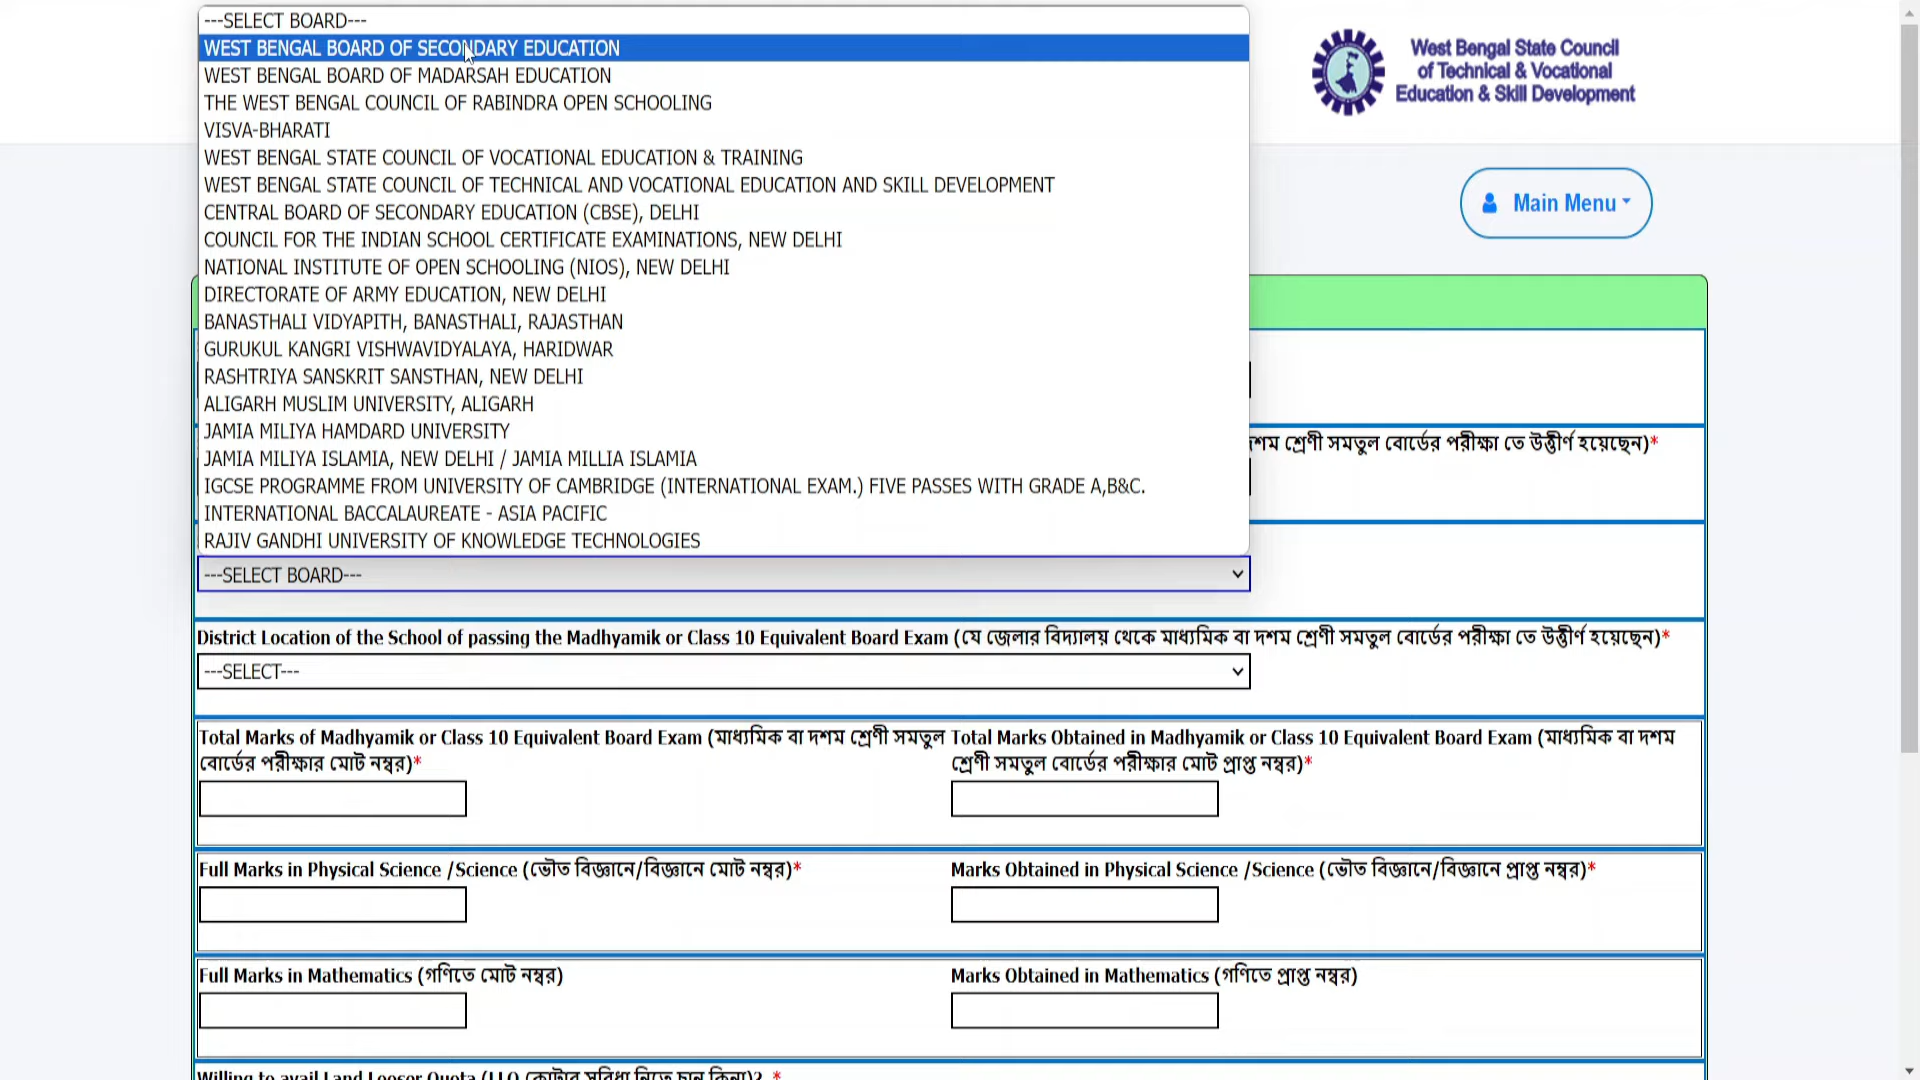 ---SELECT BOARD---
WEST BENGAL BOARD OF SECONDARY EDUCATION
WEST BENGAL BOARD OF MADARSAH EDUCATION
THE WEST BENGAL COUNCIL OF RABINDRA OPEN SCHOOLING
VISVA-BHARATI
WEST BENGAL STATE COUNCIL OF VOCATIONAL EDUCATION & TRAINING
WEST BENGAL STATE COUNCIL OF TECHNICAL AND VOCATIONAL EDUCATION AND SKILL DEVELOPMENT
CENTRAL BOARD OF SECONDARY EDUCATION (CBSE), DELHI
COUNCIL FOR THE INDIAN SCHOOL CERTIFICATE EXAMINATIONS, NEW DELHI
NATIONAL INSTITUTE OF OPEN SCHOOLING (NIOS), NEW DELHI
DIRECTORATE OF ARMY EDUCATION, NEW DELHI
BANASTHALI VIDYAPITH, BANASTHALI, RAJASTHAN
GURUKUL KANGRI VISHWAVIDYALAYA, HARIDWAR
RASHTRIYA SANSKRIT SANSTHAN, NEW DELHI
ALIGARH MUSLIM UNIVERSITY, ALIGARH
JAMIA MILIYA HAMDARD UNIVERSITY
JAMIA MILIYA ISLAMIA, NEW DELHI / JAMIA MILLIA ISLAMIA
IGCSE PROGRAMME FROM UNIVERSITY OF CAMBRIDGE (INTERNATIONAL EXAM.) FIVE PASSES WITH GRADE A,B&C.
INTERNATIONAL BACCALAUREATE - ASIA PACIFIC
RAJIV GANDHI UNIVERSITY OF KNOWLEDGE TECHNOLOGIES
West Bengal State Council
of Technical & Vocational
Education & Skill Development
Main Menu
শ্রেণী সমতুল বোর্ডের পরীক্ষা তে উত্তীর্ণ হয়েছেন)*
---SELECT BOARD---
District Location of the School of passing the Madhyamik or Class 10 Equivalent Board Exam (যে জেলার বিদ্যালয় থেকে মাধ্যমিক বা দশম শ্রেণী সমতুল বোর্ডের পরীক্ষা তে উত্তীর্ণ হয়েছেন)*
---SELECT---
Total Marks of Madhyamik or Class 10 Equivalent Board Exam (মাধ্যমিক বা দশম শ্রেণী সমতুল
বোর্ডের পরীক্ষার মোট নম্বর)*
Total Marks Obtained in Madhyamik or Class 10 Equivalent Board Exam (মাধ্যমিক বা দশম
শ্রেণী সমতুল বোর্ডের পরীক্ষার মোট প্রাপ্ত নম্বর)*
Full Marks in Physical Science /Science (ভৌত বিজ্ঞানে/বিজ্ঞানে মোট নম্বর)*
Marks Obtained in Physical Science /Science (ভৌত বিজ্ঞানে/বিজ্ঞানে প্রাপ্ত নম্বর)*
Full Marks in Mathematics (গণিতে মোট নম্বর)
Marks Obtained in Mathematics (গণিতে প্রাপ্ত নম্বর)
Willing to avail Land Looser Quota (LLQ কোটার সুবিধা নিতে চান কিনা)? *